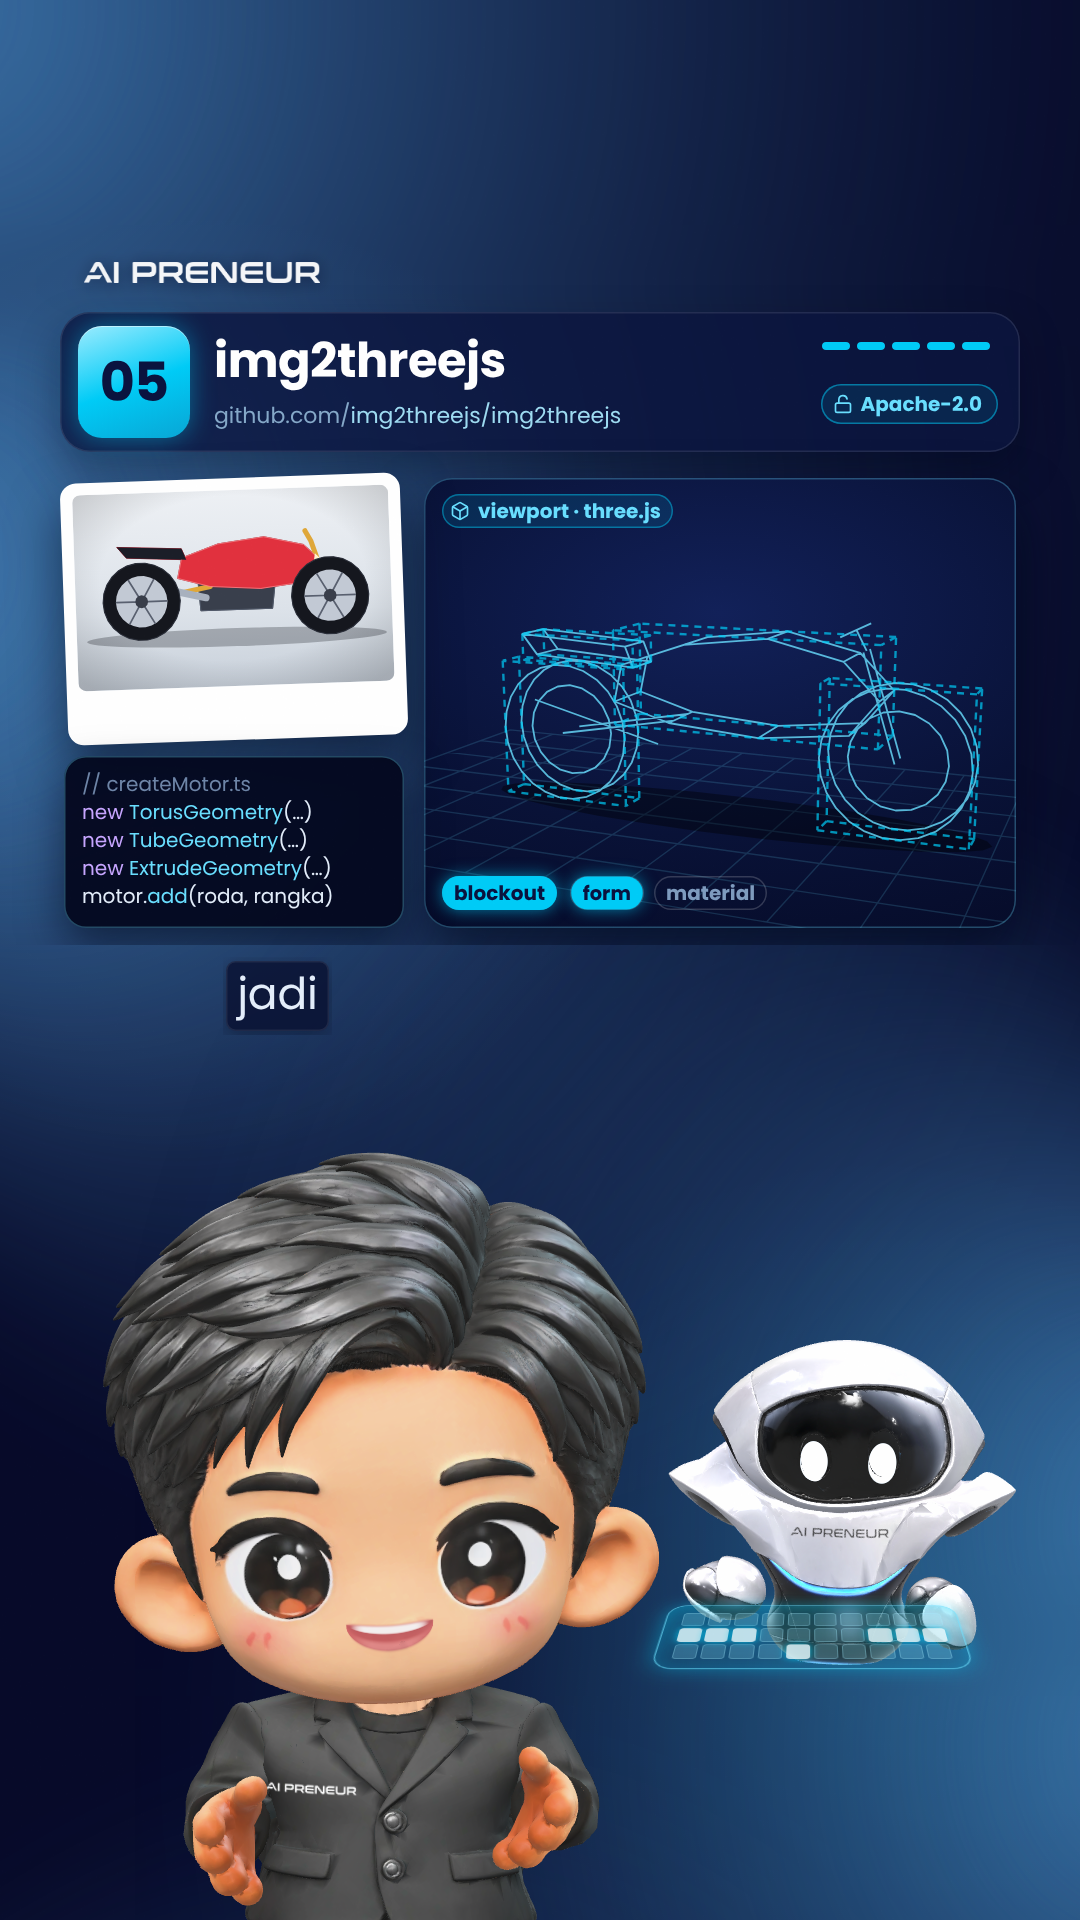 AI PRENEUR
05
img2threejs
github.com/img2threejs/img2threejs
Apache-2.0
viewport · three.js
// createMotor.ts
new TorusGeometry(...)
new TubeGeometry(...)
new ExtrudeGeometry(...)
motor.add(roda, rangka)
blockout
form
material
jadi
AI PRENEUR
AI PRENEUR